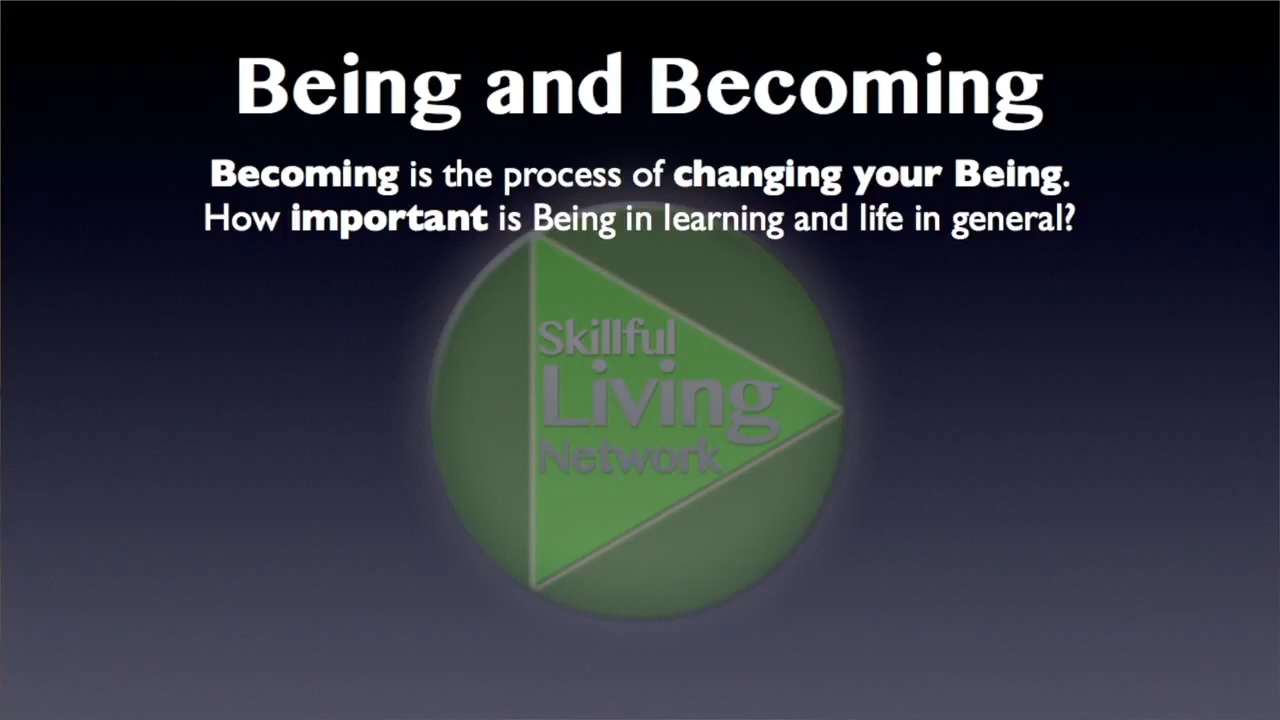 Being and Becoming
Becoming is the process of changing your Being.
How important is Being in learning and life in general?
Skillful
Living
Network